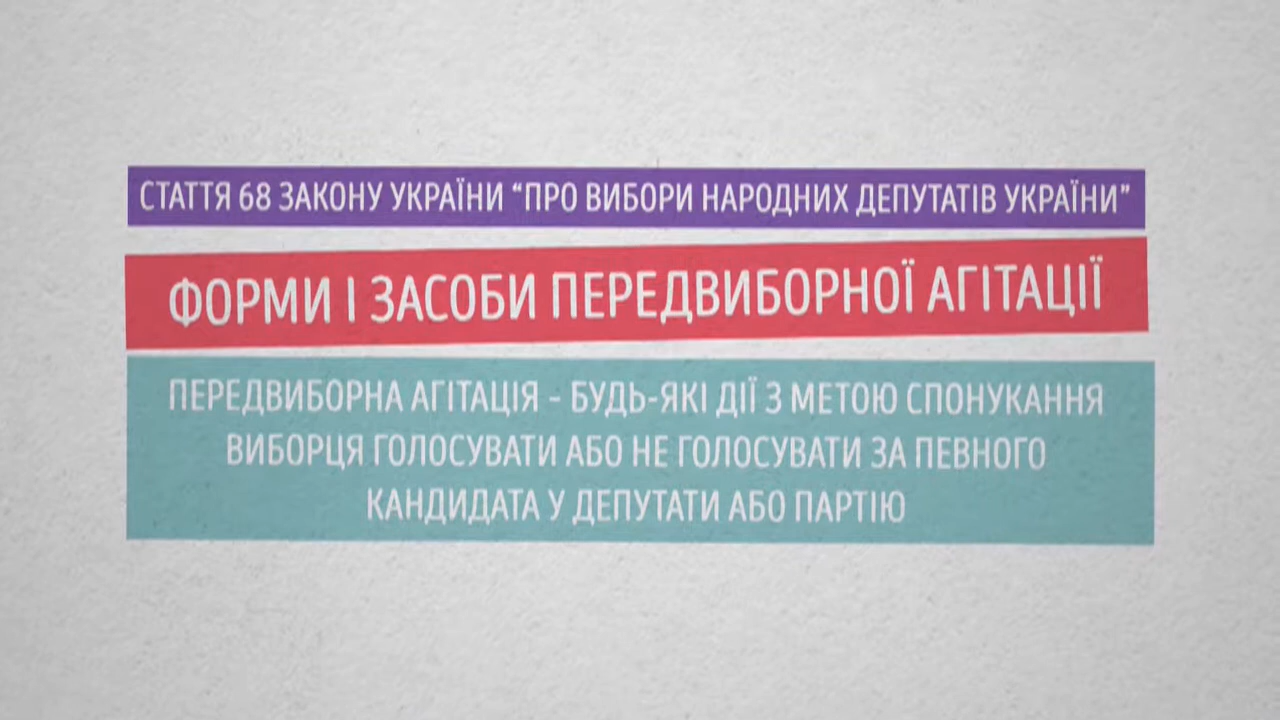 СТАТТЯ 68 ЗАКОНУ УКРАЇНИ “ПРО ВИБОРИ НАРОДНИХ ДЕПУТАТІВ УКРАЇНИ”
ФОРМИ І ЗАСОБИ ПЕРЕДВИБОРНОЇ АГІТАЦІЇ
ПЕРЕДВИБОРНА АГІТАЦІЯ - БУДЬ-ЯКІ ДІЇ З МЕТОЮ СПОНУКАННЯ
ВИБОРЦЯ ГОЛОСУВАТИ АБО НЕ ГОЛОСУВАТИ ЗА ПЕВНОГО
КАНДИДАТА У ДЕПУТАТИ АБО ПАРТІЮ